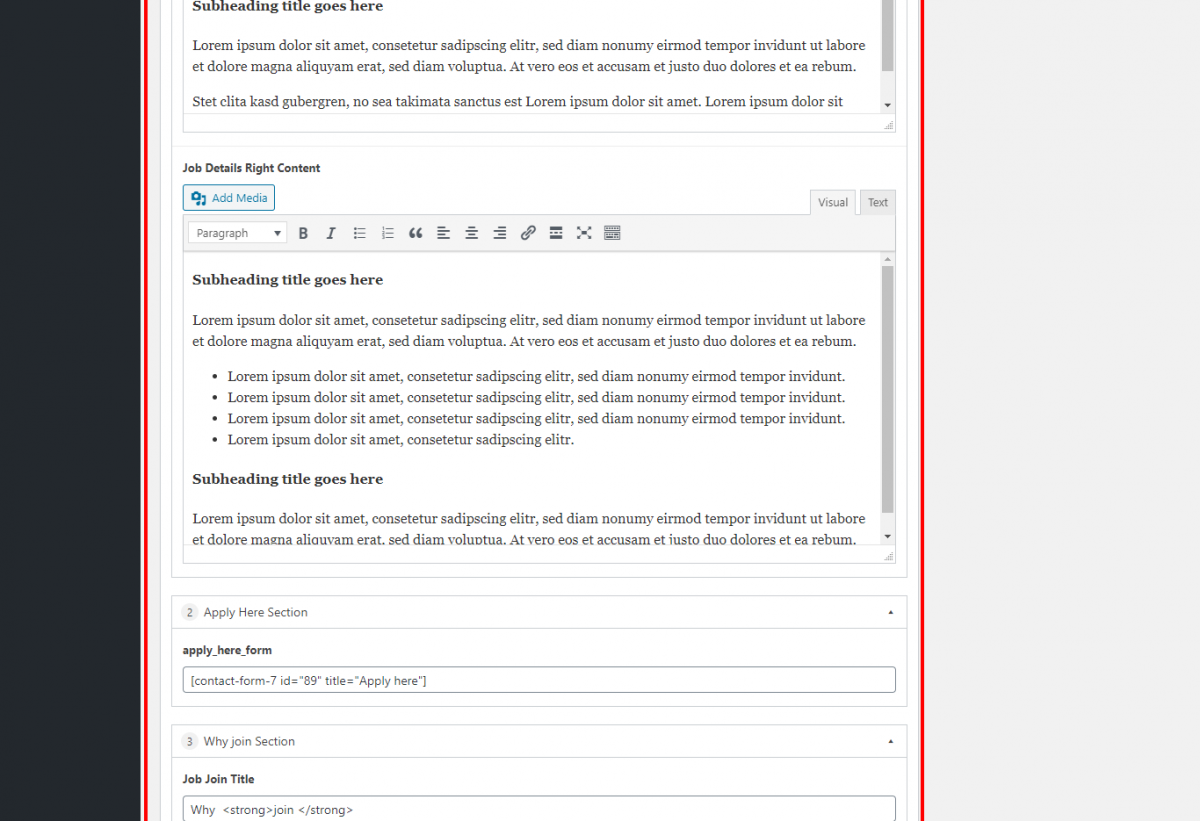 Subheading title goes here
Lorem ipsum dolor sit amet, consetetur sadipscing elitr, sed diam nonumy eirmod tempor invidunt ut labore
et dolore magna aliquyam erat, sed diam voluptua. At vero eos et accusam et justo duo dolores et ea rebum.
Stet clita kasd gubergren, no sea takimata sanctus est Lorem ipsum dolor sit amet. Lorem ipsum dolor sit
Job Details Right Content
Add Media
Visual Text
Paragraph
Subheading title goes here
Lorem ipsum dolor sit amet, consetetur sadipscing elitr, sed diam nonumy eirmod tempor invidunt ut labore
et dolore magna aliquyam erat, sed diam voluptua. At vero eos et accusam et justo duo dolores et ea rebum.
• Lorem ipsum dolor sit amet, consetetur sadipscing elitr, sed diam nonumy eirmod tempor invidunt.
• Lorem ipsum dolor sit amet, consetetur sadipscing elitr, sed diam nonumy eirmod tempor invidunt.
• Lorem ipsum dolor sit amet, consetetur sadipscing elitr, sed diam nonumy eirmod tempor invidunt.
• Lorem ipsum dolor sit amet, consetetur sadipscing elitr.
Subheading title goes here
Lorem ipsum dolor sit amet, consetetur sadipscing elitr, sed diam nonumy eirmod tempor invidunt ut labore
et dolore magna aliquyam erat, sed diam voluptua. At vero eos et accusam et justo duo dolores et ea rebum.
2 Apply Here Section
apply_here_form
[contact-form-7 id="89" title="Apply here"]
3 Why join Section
Job Join Title
Why <strong>join </strong>